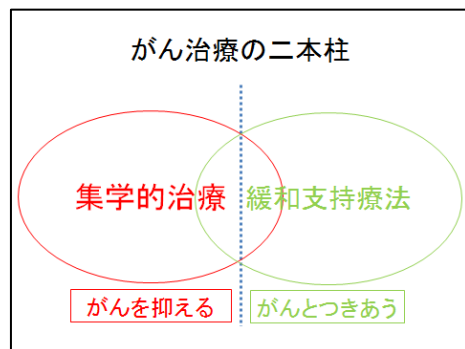 がん治療の二本柱
集学的治療
緩和支持療法
がんを抑える
がんとつきあう